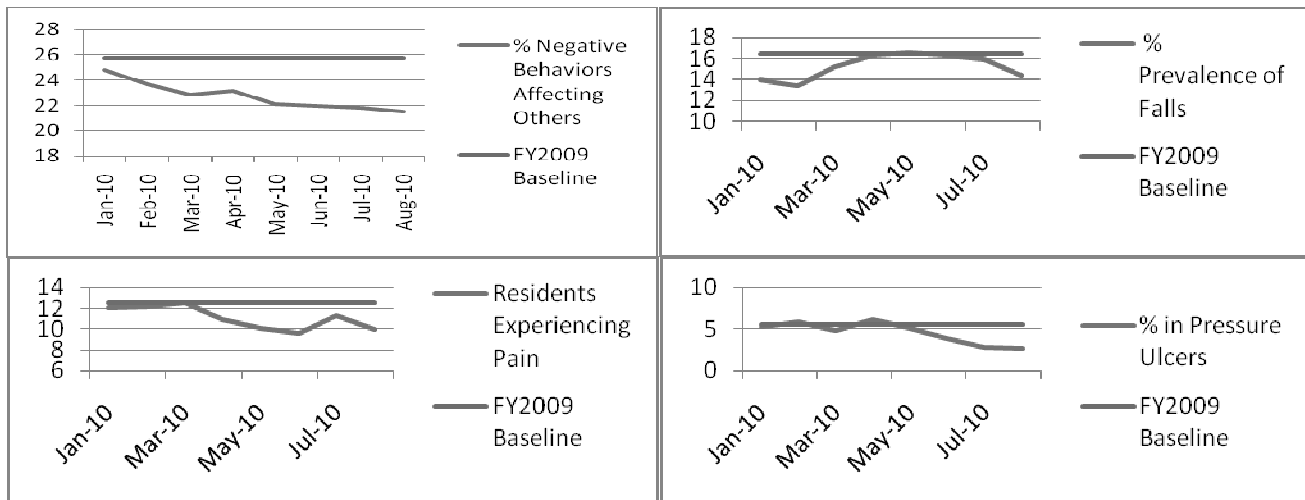 28
26
24
22
20
18
Jan-10
Feb-10
Mar-10
Apr-10
May-10
Jun-10
Jul-10
Aug-10
% Negative
Behaviors
Affecting
Others
FY2009
Baseline
18
16
14
12
10
Jan-10
Mar-10
May-10
Jul-10
%
Prevalence of
Falls
FY2009
Baseline
14
12
10
8
6
Jan-10
Mar-10
May-10
Jul-10
Residents
Experiencing
Pain
FY2009
Baseline
10
5
0
Jan-10
Mar-10
May-10
Jul-10
% in Pressure
Ulcers
FY2009
Baseline